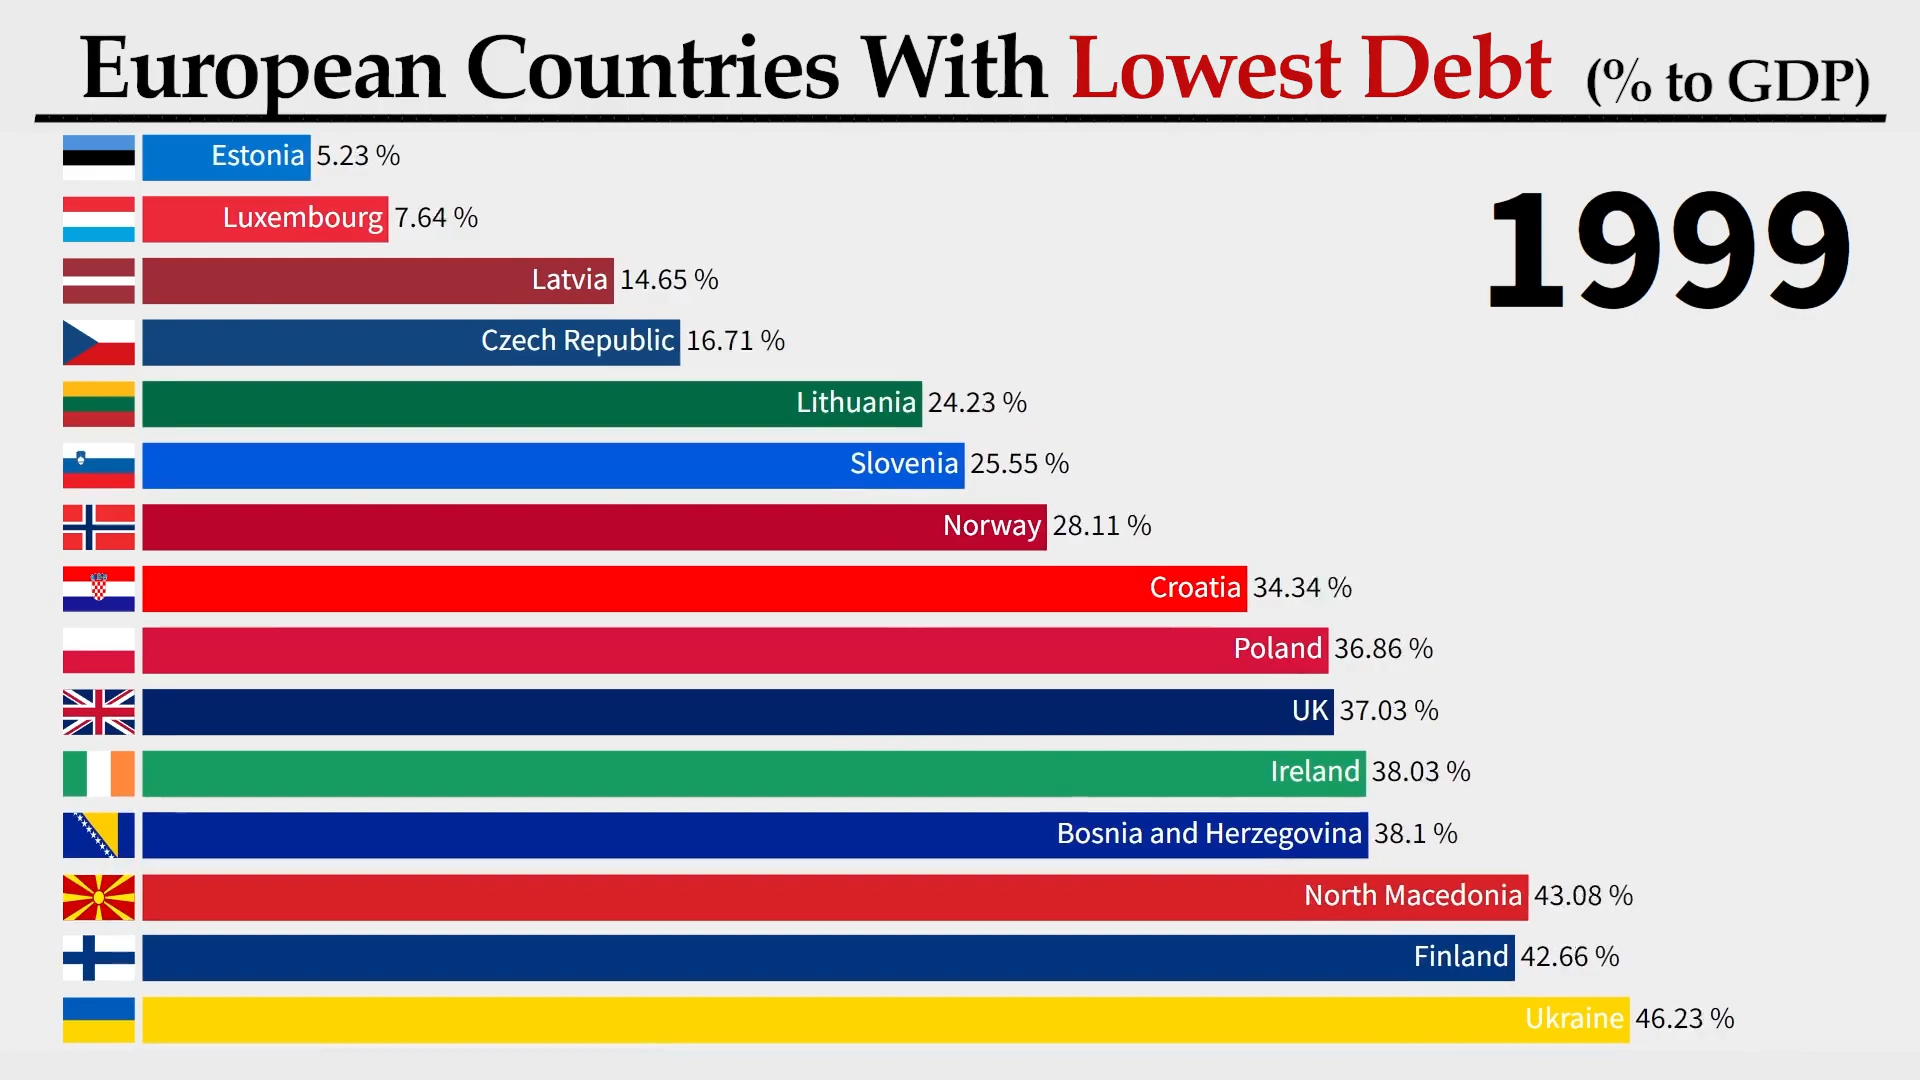 European Countries With Lowest Debt (% to GDP)
1999
Estonia 5.23 %
Luxembourg 7.64 %
Latvia 14.65 %
Czech Republic 16.71 %
Lithuania 24.23 %
Slovenia 25.55 %
Norway 28.11 %
Croatia 34.34 %
Poland 36.86 %
UK 37.03 %
Ireland 38.03 %
Bosnia and Herzegovina 38.1 %
North Macedonia 43.08 %
Finland 42.66 %
Ukraine 46.23 %